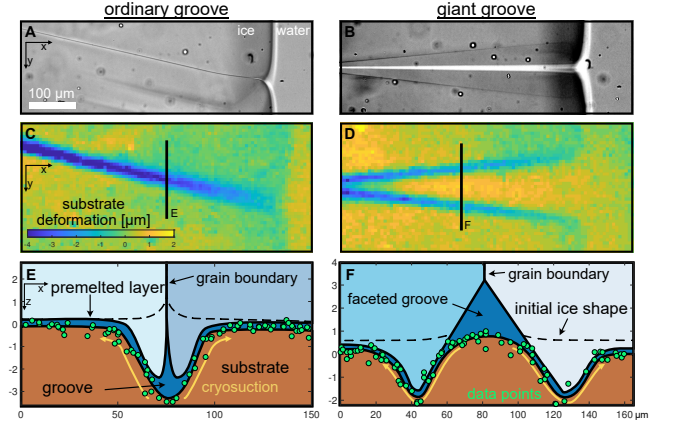 ordinary groove
giant groove
A
x
y
ice
water
100 µm
B
C
x
y
substrate
deformation [µm]
-4 -3 -2 -1 0 1 2
E
D
F
E
x
z
premelted layer
grain boundary
groove
substrate
cryosuction
2
1
0
-1
-2
-3
0 50 100 150
F
grain boundary
faceted groove
initial ice shape
data points
4
3
2
1
0
-1
-2
0 20 40 60 80 100 120 140 160 µm